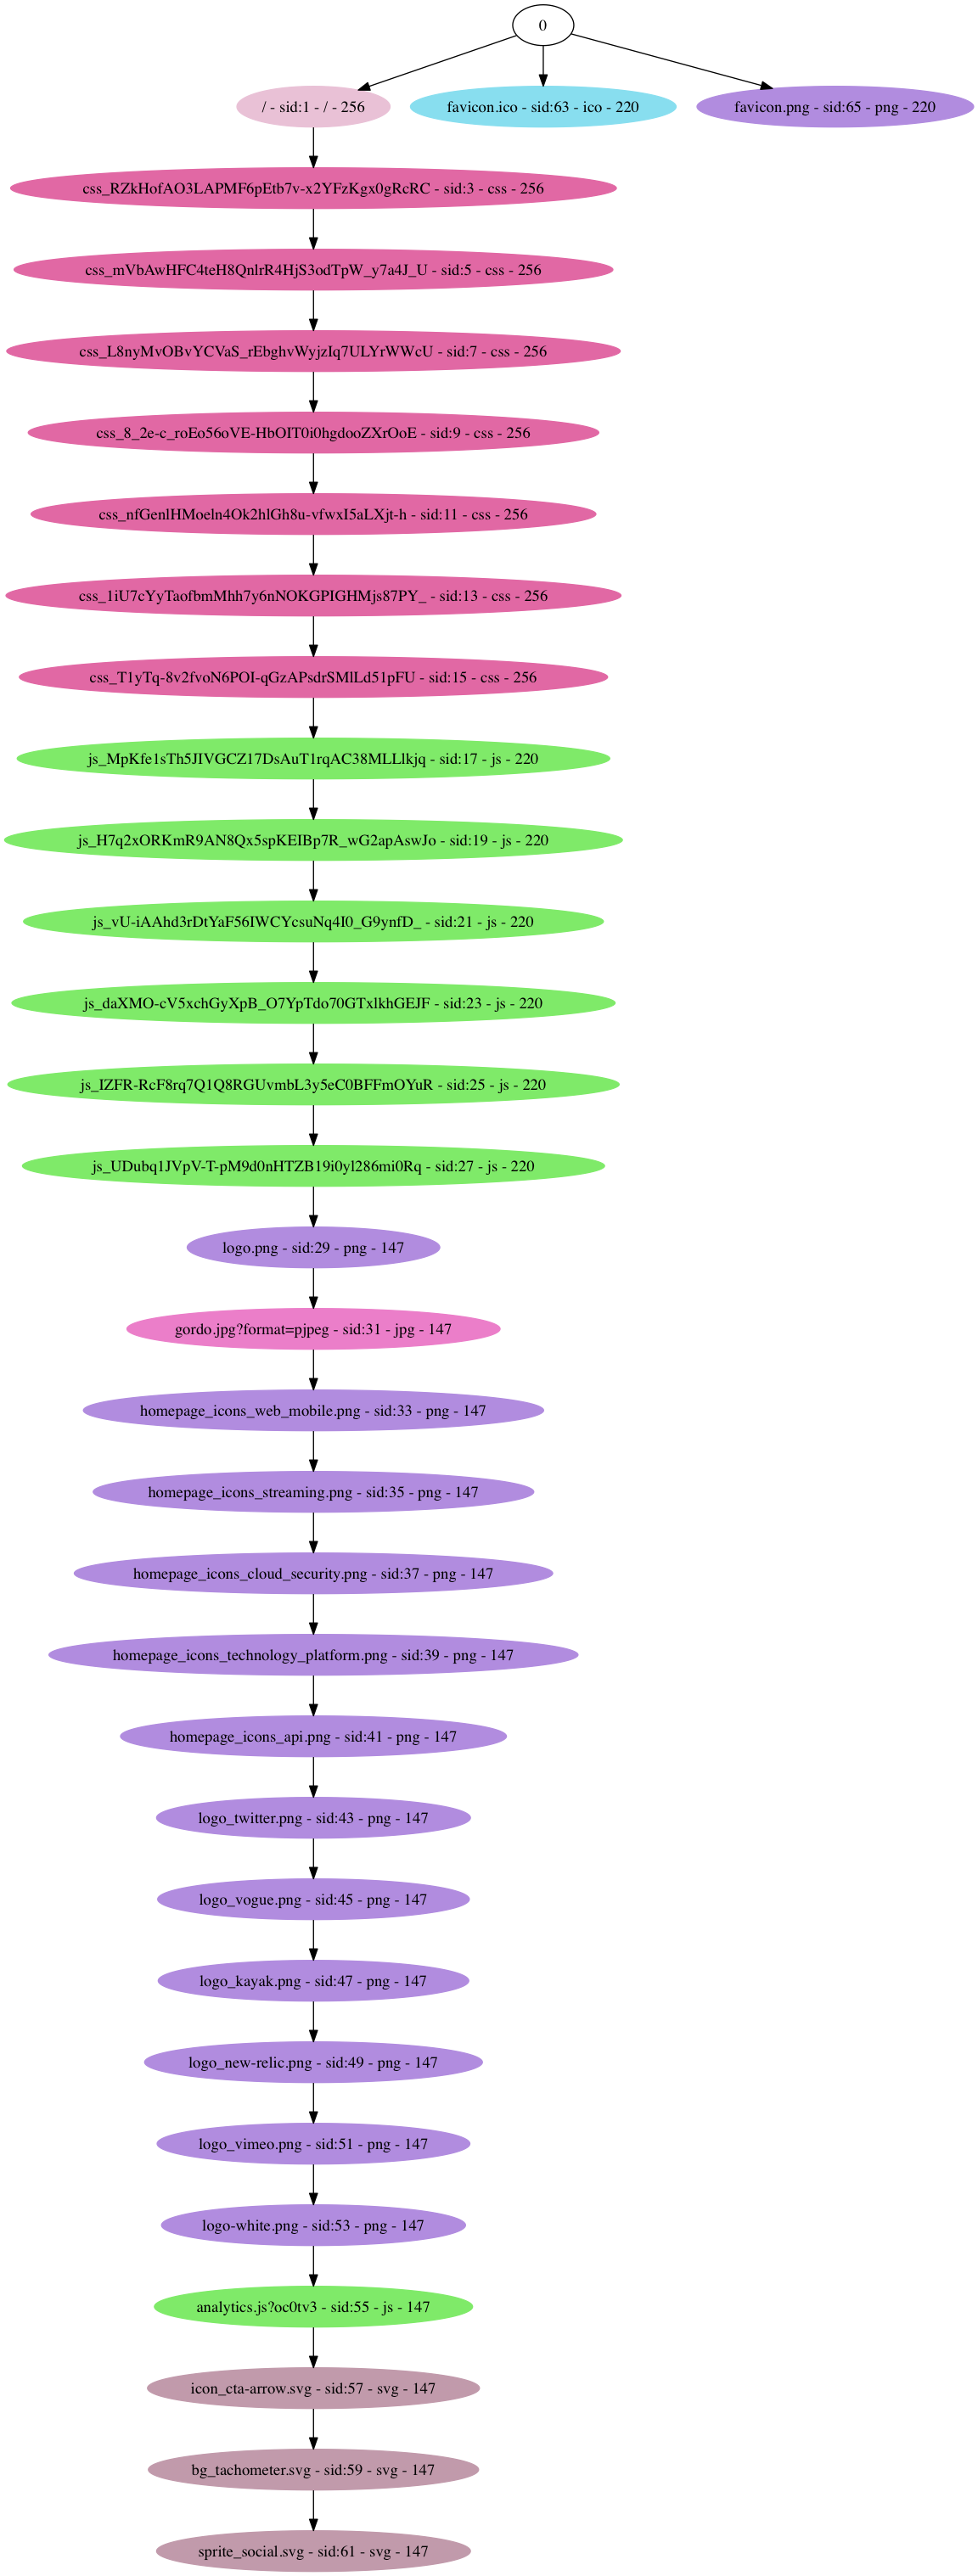 0
/ - sid:1 - / - 256
favicon.ico - sid:63 - ico - 220
favicon.png - sid:65 - png - 220
css_RZkHofAO3LAPMF6pEtb7v-x2YFzKgx0gRcRC - sid:3 - css - 256
css_mVbAwHFC4teH8QnlrR4HjS3odTpW_y7a4J_U - sid:5 - css - 256
css_L8nyMvOBvYCVaS_rEbghvWyjzIq7ULYrWWcU - sid:7 - css - 256
css_8_2e-c_roEo56oVE-HbOIT0i0hgdooZXrOoE - sid:9 - css - 256
css_nfGenlHMoeln4Ok2hlGh8u-vfwxI5aLXjt-h - sid:11 - css - 256
css_1iU7cYyTaofbmMhh7y6nNOKGPIGHMjs87PY_ - sid:13 - css - 256
css_T1yTq-8v2fvoN6POI-qGzAPsdrSMlLd51pFU - sid:15 - css - 256
js_MpKfe1sTh5JIVGCZ17DsAuT1rqAC38MLLlkjq - sid:17 - js - 220
js_H7q2xORKmR9AN8Qx5spKEIBp7R_wG2apAswJo - sid:19 - js - 220
js_vU-iAAhd3rDtYaF56IWCYcsuNq4I0_G9ynfD_ - sid:21 - js - 220
js_daXMO-cV5xchGyXpB_O7YpTdo70GTxlkhGEJF - sid:23 - js - 220
js_IZFR-RcF8rq7Q1Q8RGUvmbL3y5eC0BFFmOYuR - sid:25 - js - 220
js_UDubq1JVpV-T-pM9d0nHTZB19i0yl286mi0Rq - sid:27 - js - 220
logo.png - sid:29 - png - 147
gordo.jpg?format=pjpeg - sid:31 - jpg - 147
homepage_icons_web_mobile.png - sid:33 - png - 147
homepage_icons_streaming.png - sid:35 - png - 147
homepage_icons_cloud_security.png - sid:37 - png - 147
homepage_icons_technology_platform.png - sid:39 - png - 147
homepage_icons_api.png - sid:41 - png - 147
logo_twitter.png - sid:43 - png - 147
logo_vogue.png - sid:45 - png - 147
logo_kayak.png - sid:47 - png - 147
logo_new-relic.png - sid:49 - png - 147
logo_vimeo.png - sid:51 - png - 147
logo-white.png - sid:53 - png - 147
analytics.js?oc0tv3 - sid:55 - js - 147
icon_cta-arrow.svg - sid:57 - svg - 147
bg_tachometer.svg - sid:59 - svg - 147
sprite_social.svg - sid:61 - svg - 147